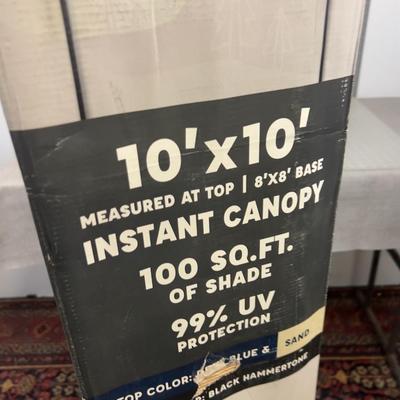 10'x10'
MEASURED AT TOP | 8'X8' BASE
INSTANT CANOPY
100 SQ.FT.
OF SHADE
99% UV
PROTECTION
TOP COLOR: BLUE & SAND
BLACK HAMMERTONE